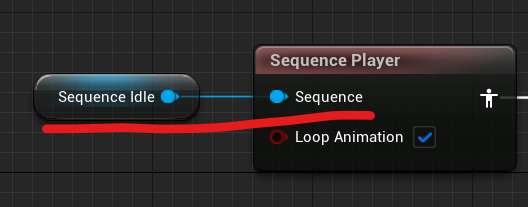 Sequence Player
Sequence Idle
Sequence
Loop Animation